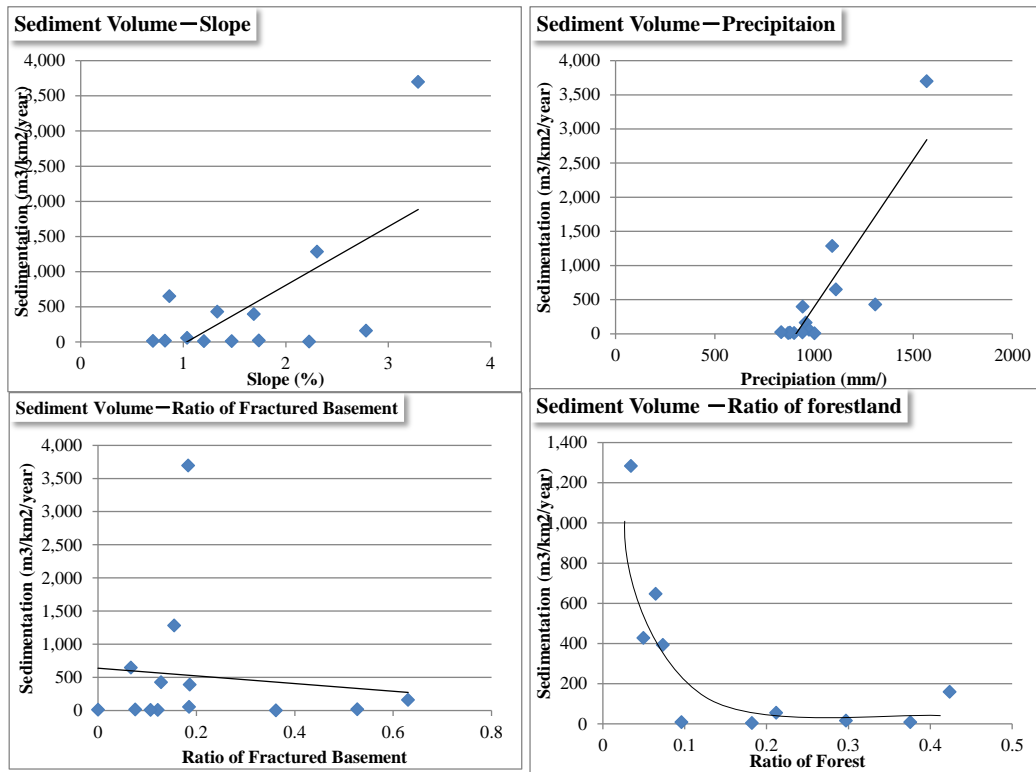 Sediment Volume－Slope
Sedimentation (m3/km2/year)
4,000
3,500
3,000
2,500
2,000
1,500
1,000
500
0
0 1 2 3 4
Slope (%)
Sediment Volume－Precipitaion
Sedimentation (m3/km2/year)
4,000
3,500
3,000
2,500
2,000
1,500
1,000
500
0
0 500 1000 1500 2000
Precipiation (mm/)
Sediment Volume－Ratio of Fractured Basement
Sedimentation (m3/km2/year)
4,000
3,500
3,000
2,500
2,000
1,500
1,000
500
0
0 0.2 0.4 0.6 0.8
Ratio of Fractured Basement
Sediment Volume －Ratio of forestland
Sedimentation (m3/km2/year)
1,400
1,200
1,000
800
600
400
200
0
0 0.1 0.2 0.3 0.4 0.5
Ratio of Forest